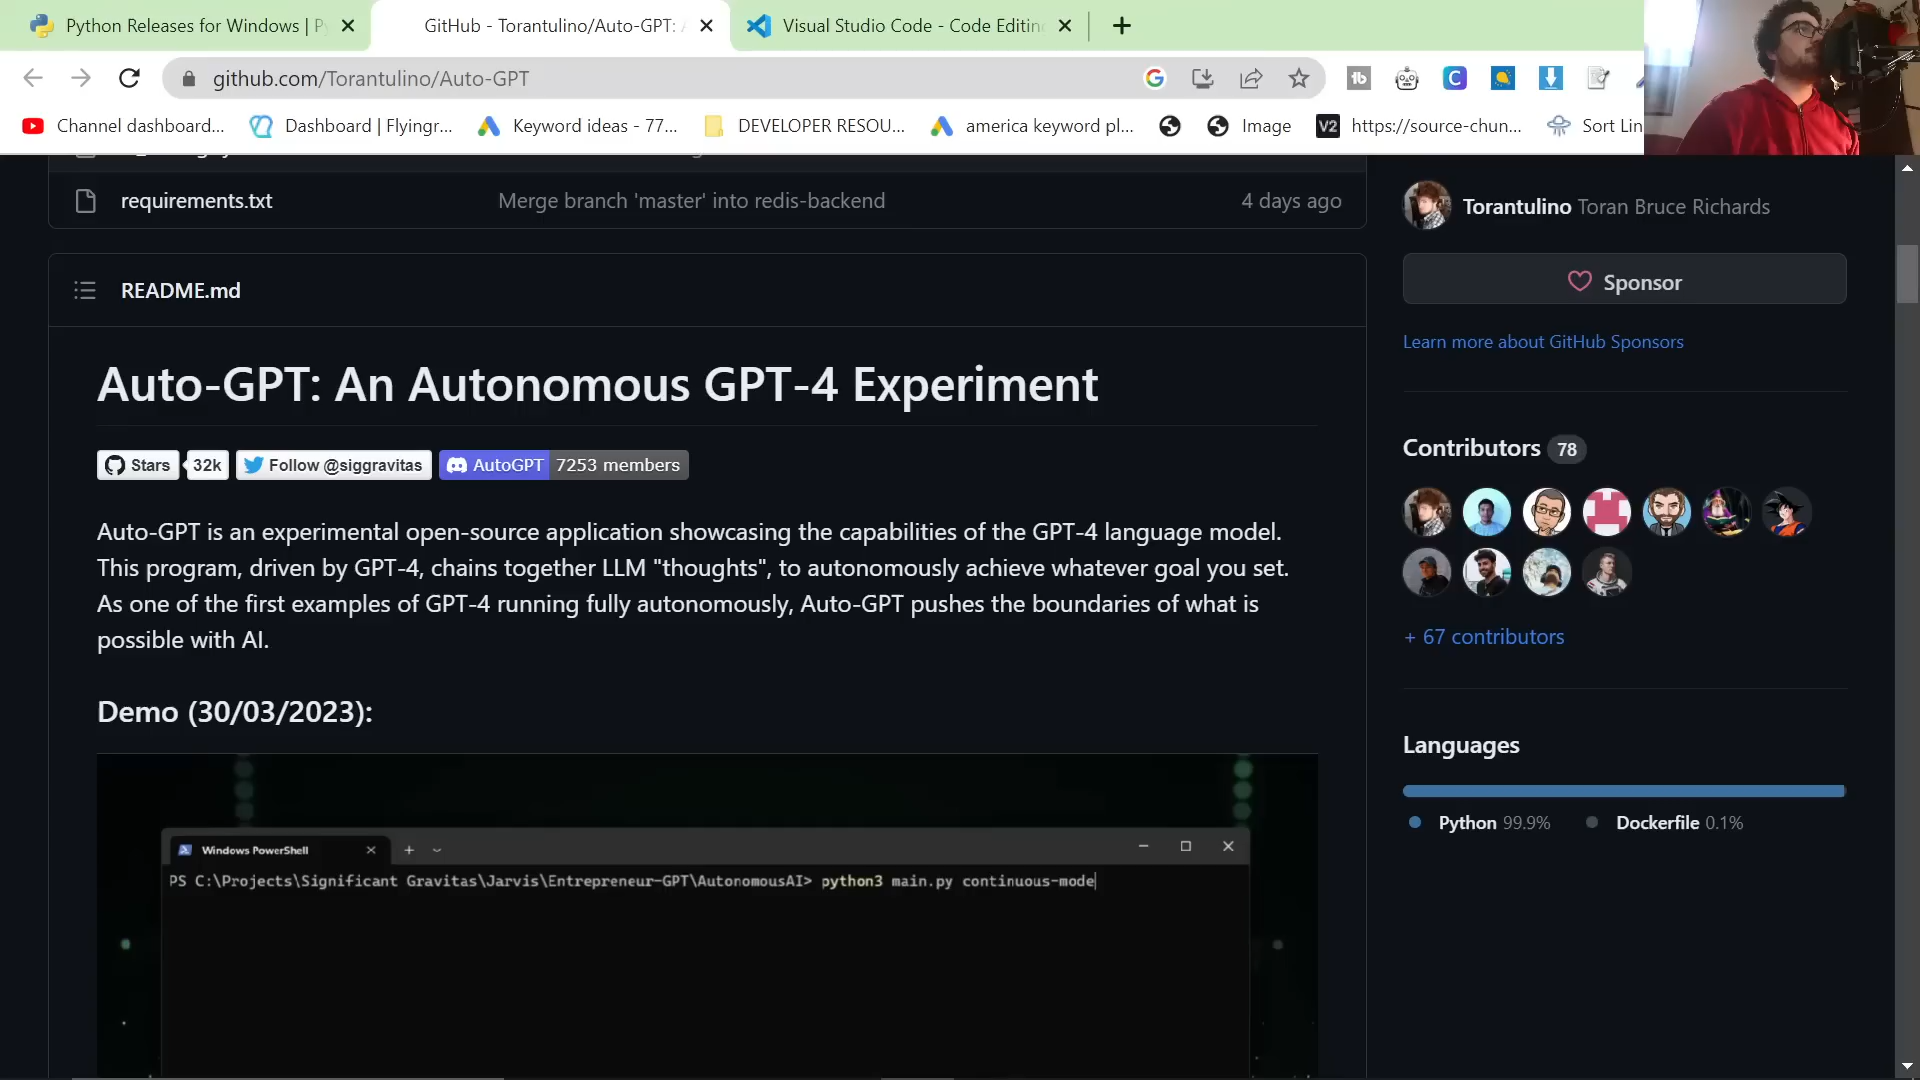 Python Releases for Windows | Py
GitHub - Torantulino/Auto-GPT: A
Visual Studio Code - Code Editin
github.com/Torantulino/Auto-GPT
Channel dashboard...
Dashboard | Flyingr...
Keyword ideas - 77...
DEVELOPER RESOU...
america keyword pl...
Image
V2
https://source-chun...
Sort Lin
requirements.txt
Merge branch 'master' into redis-backend
4 days ago
Torantulino Toran Bruce Richards
Sponsor
Learn more about GitHub Sponsors
README.md
Auto-GPT: An Autonomous GPT-4 Experiment
Stars 32k Follow @siggravitas AutoGPT 7253 members
Auto-GPT is an experimental open-source application showcasing the capabilities of the GPT-4 language model.
This program, driven by GPT-4, chains together LLM "thoughts", to autonomously achieve whatever goal you set.
As one of the first examples of GPT-4 running fully autonomously, Auto-GPT pushes the boundaries of what is
possible with AI.
Contributors 78
+ 67 contributors
Demo (30/03/2023):
Languages
Python 99.9%
Dockerfile 0.1%
Windows PowerShell
PS C:\Projects\Significant Gravitas\Jarvis\Entrepreneur-GPT\AutonomousAI> python3 main.py continuous-mode